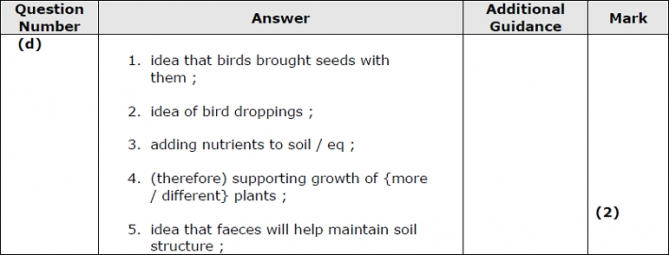 Question Number
Answer
Additional Guidance
Mark
(d)
1. idea that birds brought seeds with
them ;
2. idea of bird droppings ;
3. adding nutrients to soil / eq ;
4. (therefore) supporting growth of {more
/ different} plants ;
5. idea that faeces will help maintain soil
structure ;
(2)